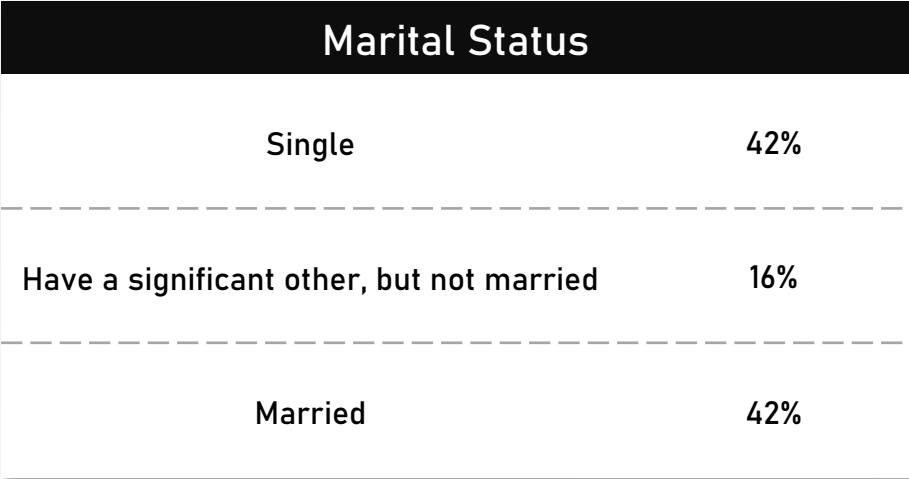 Marital Status
Single 42%
Have a significant other, but not married 16%
Married 42%